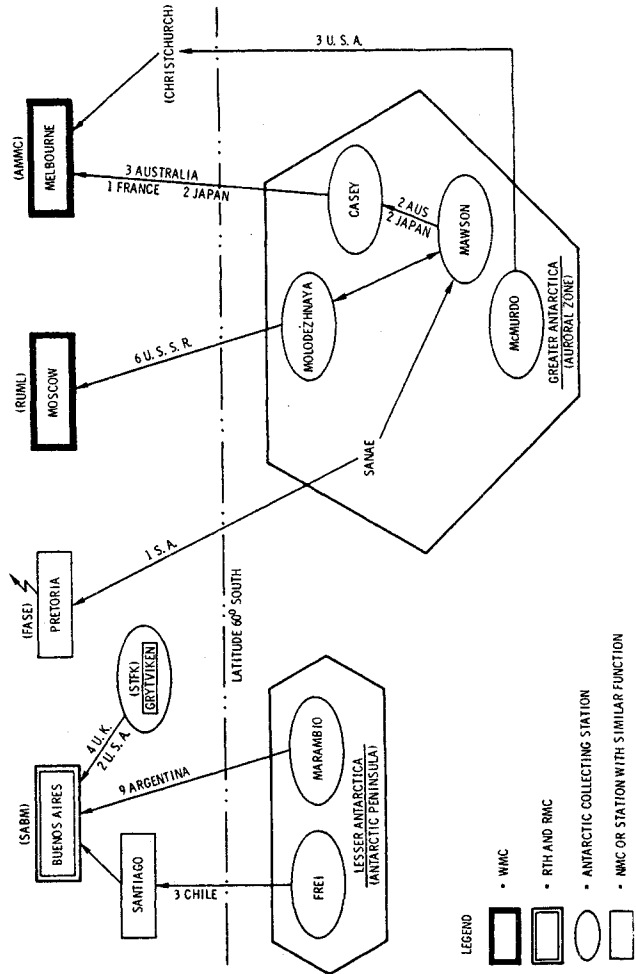 (SABM)
BUENOS AIRES
(FASE)
PRETORIA
(RUML)
MOSCOW
(AMMC)
MELBOURNE
(CHRISTCHURCH)
SANTIAGO
4 U.K.
2 U.S.A.
(STFK)
GRYTVIKEN
3 CHILE
9 ARGENTINA
1 S.A.
6 U.S.S.R.
3 AUSTRALIA
1 FRANCE 2 JAPAN
3 U.S.A.
LATITUDE 60° SOUTH
FREI
MARAMBIO
LESSER ANTARCTICA
(ANTARCTIC PENINSULA)
SANAE
MOLODEZHNAYA
CASEY
2 AUS
2 JAPAN
MAWSON
McMURDO
GREATER ANTARCTICA
(AURORAL ZONE)
LEGEND
• WMC
• RTH AND RMC
• ANTARCTIC COLLECTING STATION
• NMC OR STATION WITH SIMILAR FUNCTION